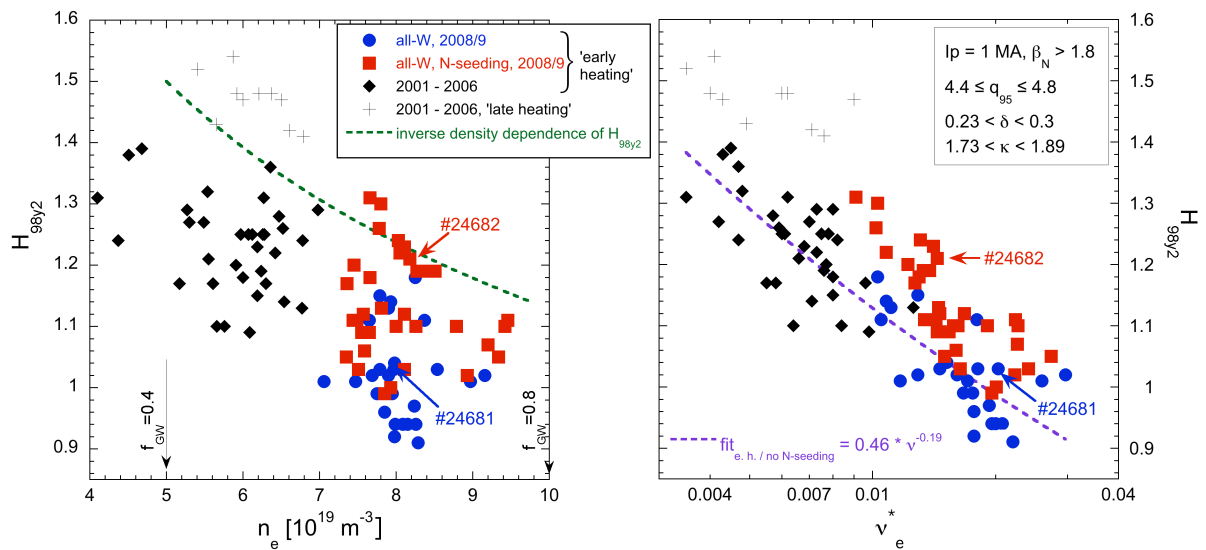 1.6
1.5
1.4
1.3
1.2
1.1
1
0.9
H98y2
all-W, 2008/9
all-W, N-seeding, 2008/9
2001 - 2006
'early
heating'
2001 - 2006, 'late heating'
inverse density dependence of H98y2
#24682
#24681
fGW=0.4
fGW=0.8
4
5
6
7
8
9
10
ne [10^19 m^-3]
Ip = 1 MA, βN > 1.8
4.4 ≤ q95 ≤ 4.8
0.23 < δ < 0.3
1.73 < κ < 1.89
#24682
#24681
fit e. h. / no N-seeding = 0.46 * ν^-0.19
1.6
1.5
1.4
1.3
1.2
1.1
1
0.9
H98y2
0.004
0.007
0.01
0.02
0.04
νe*